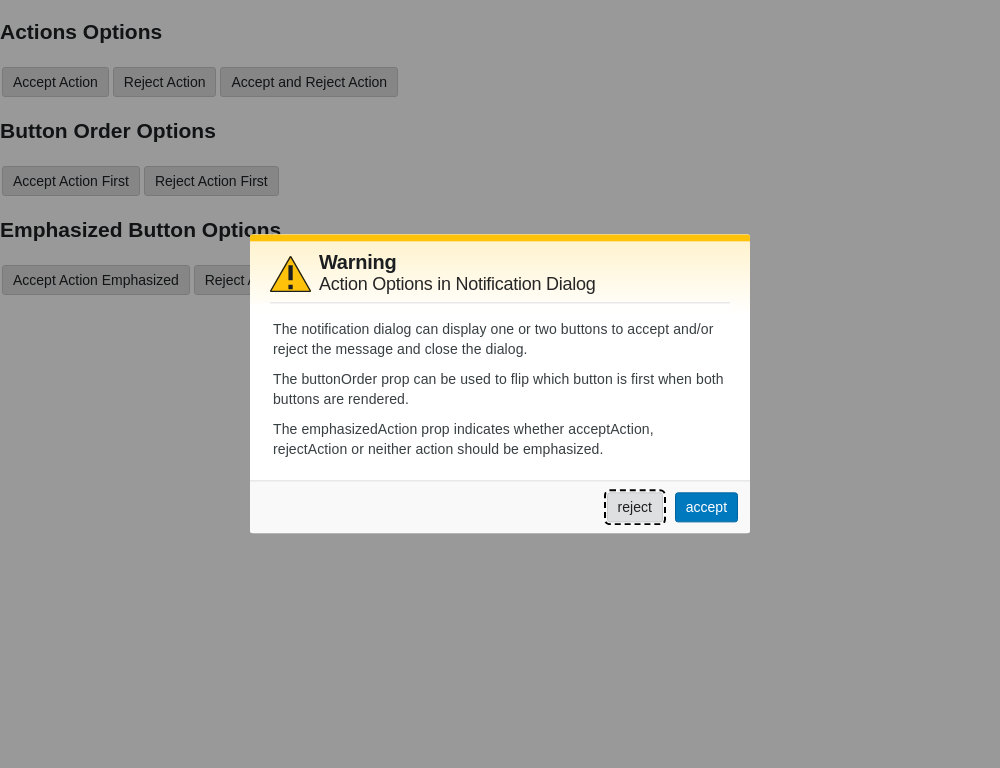 Actions Options
Accept Action Reject Action Accept and Reject Action
Button Order Options
Accept Action First Reject Action First
Emphasized Button Options
Accept Action Emphasized Reject
Warning
Action Options in Notification Dialog
The notification dialog can display one or two buttons to accept and/or
reject the message and close the dialog.
The buttonOrder prop can be used to flip which button is first when both
buttons are rendered.
The emphasizedAction prop indicates whether acceptAction,
rejectAction or neither action should be emphasized.
reject accept